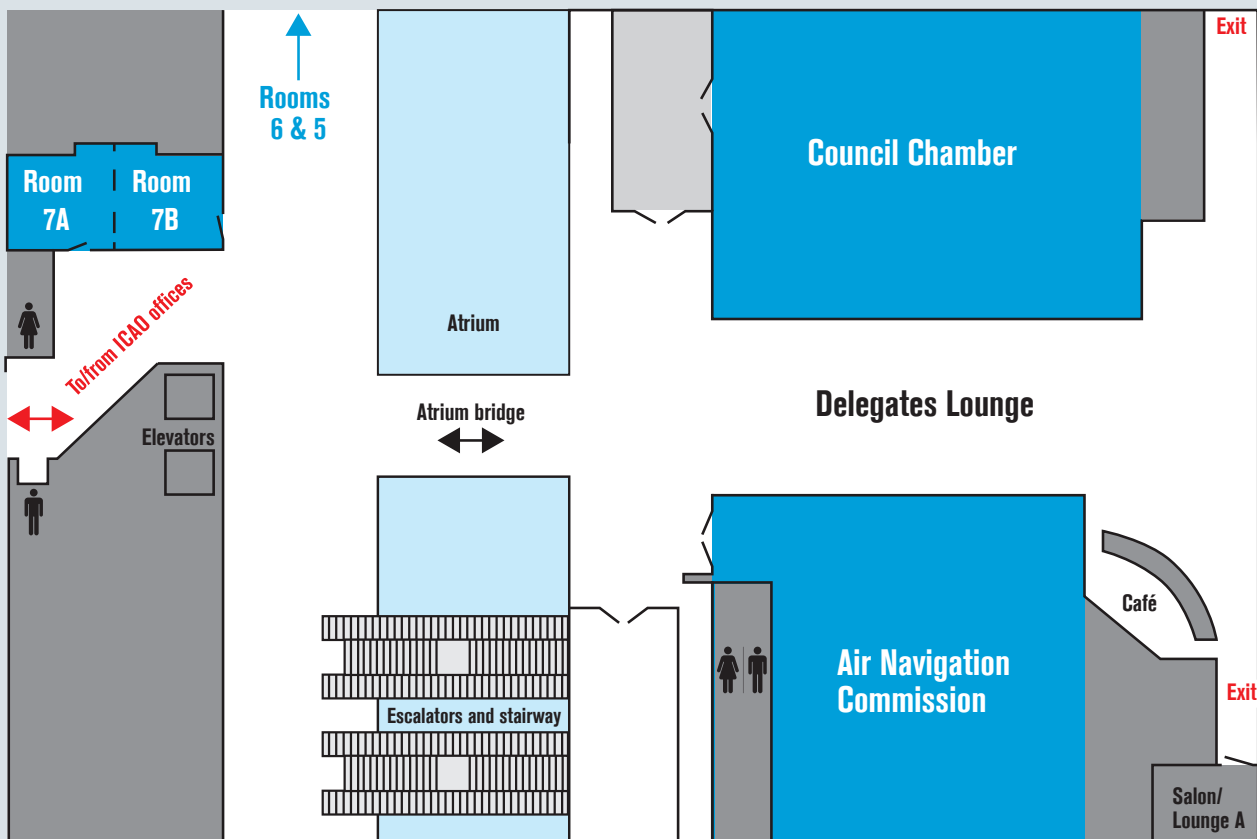 Exit
Rooms
6 & 5
Council Chamber
Room
7A
Room
7B
To/from ICAO offices
Atrium
Atrium bridge
Delegates Lounge
Elevators
Café
Air Navigation
Commission
Exit
Escalators and stairway
Salon/
Lounge A